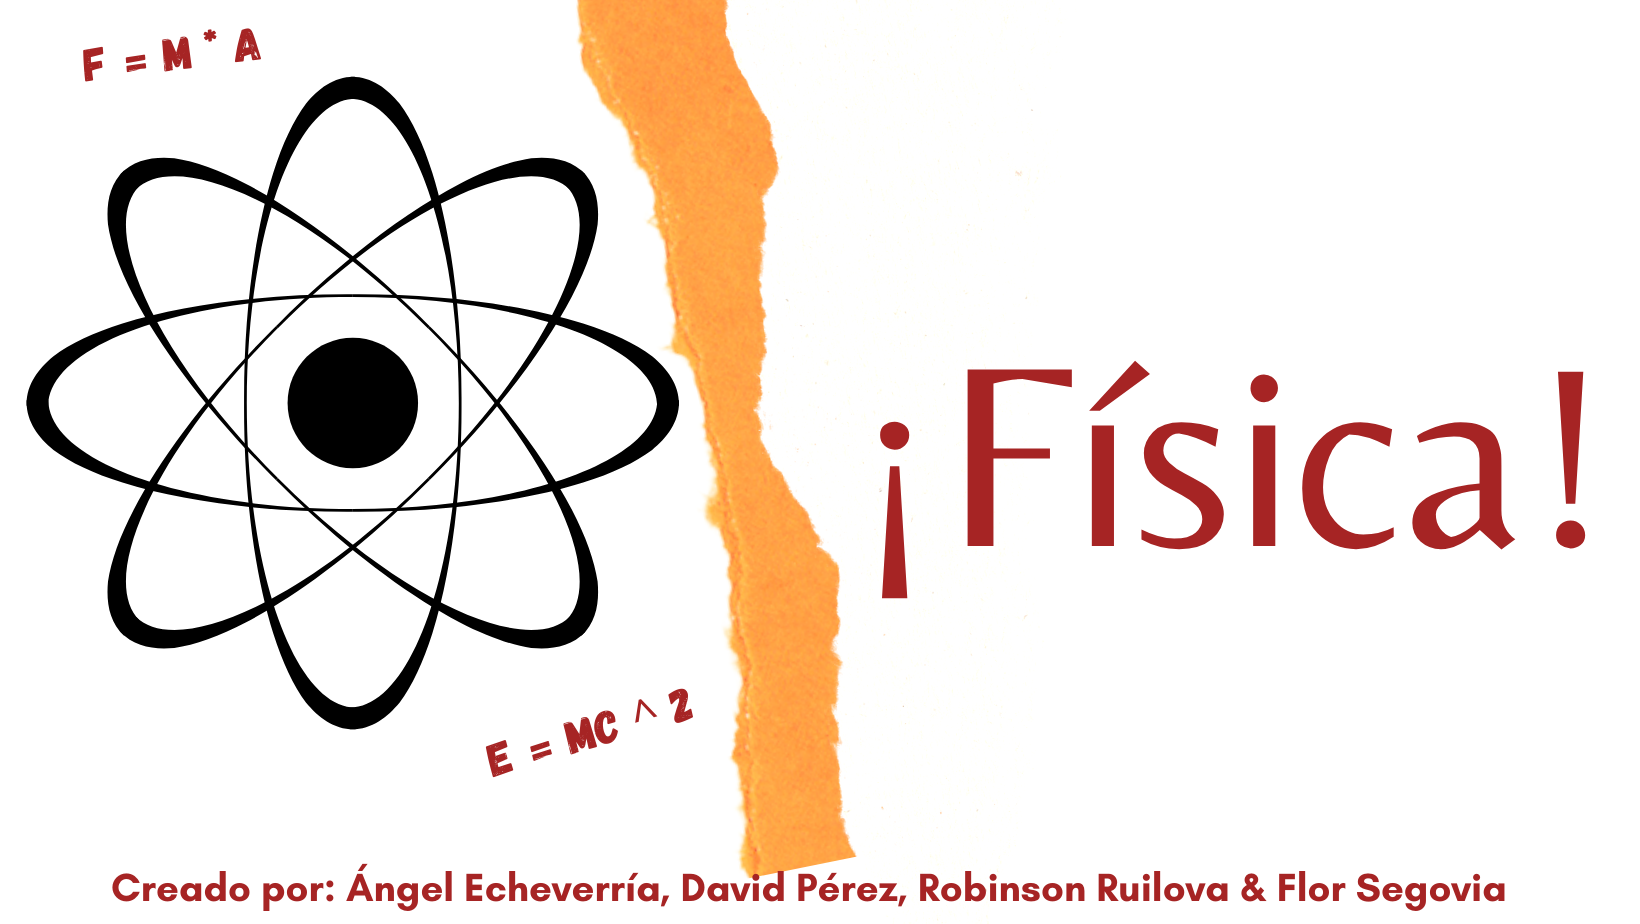 F = M * A
¡Física!
E = MC ^ 2
Creado por: Ángel Echeverría, David Pérez, Robinson Ruilova & Flor Segovia